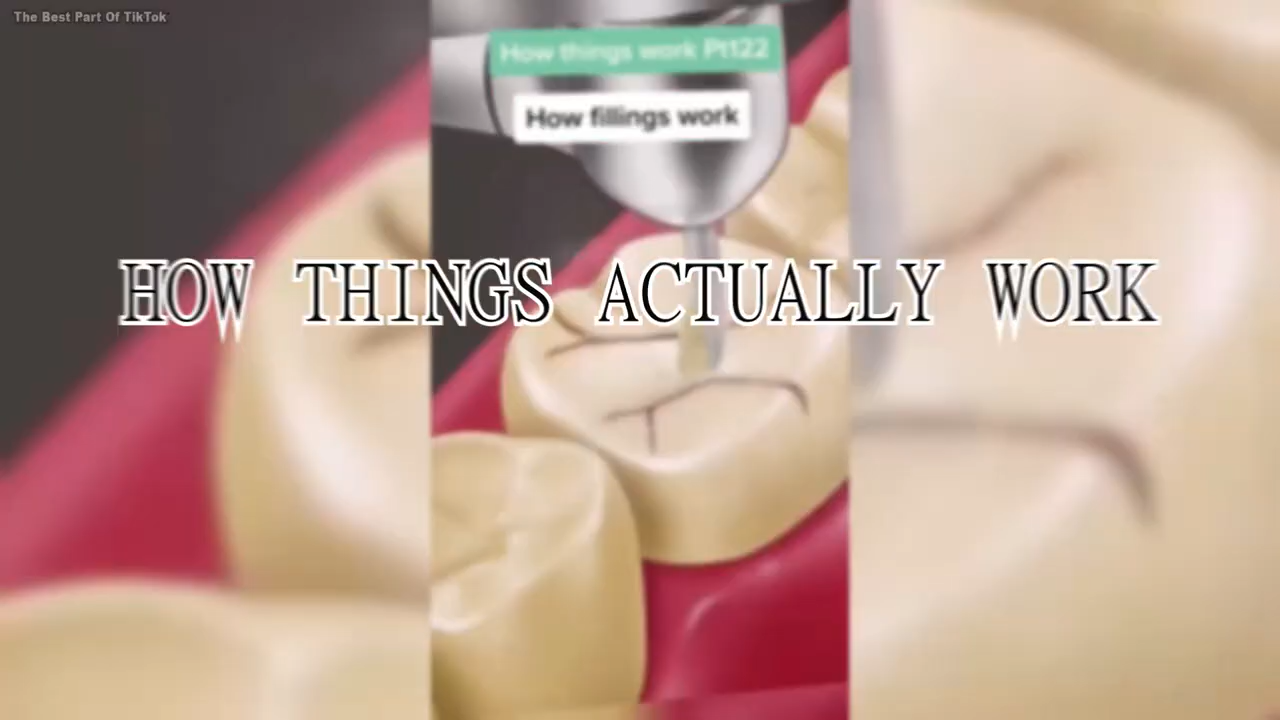 The Best Part Of TikTok
How things work Pt122
How fillings work
HOW THINGS ACTUALLY WORK